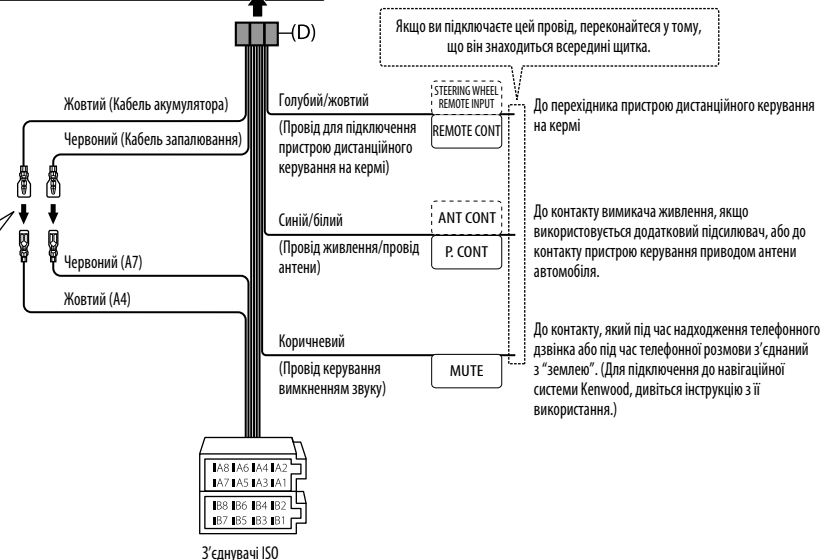 (D)
Якщо ви підключаєте цей провід, переконайтеся у тому,
що він знаходиться всередині щитка.
Жовтий (Кабель акумулятора)
Червоний (Кабель запалювання)
Червоний (A7)
Жовтий (A4)
Голубий/жовтий
(Провід для підключення
пристрою дистанційного
керування на кермі)
STEERING WHEEL
REMOTE INPUT
REMOTE CONT
До перехідника пристрою дистанційного керування
на кермі
Синій/білий
(Провід живлення/провід
антени)
ANT CONT
P. CONT
До контакту вимикача живлення, якщо
використовується додатковий підсилювач, або до
контакту пристрою керування приводом антени
автомобіля.
Коричневий
(Провід керування
вимкненням звуку)
MUTE
До контакту, який під час надходження телефонного
дзвінка або під час телефонної розмови з’єднаний
з “землею”. (Для підключення до навігаційної
системи Kenwood, дивіться інструкцію з її
використання.)
A8 A6 A4 A2
A7 A5 A3 A1
B8 B6 B4 B2
B7 B5 B3 B1
З’єднувачі ISO